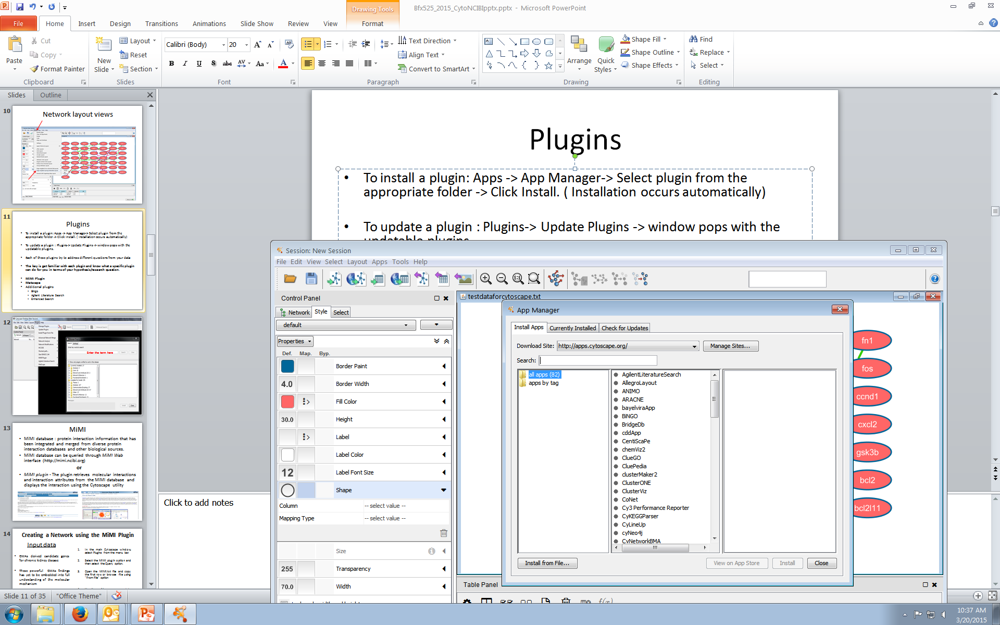 Bfx525_2015_CytoNCIBIpptx.pptx - Microsoft PowerPoint
Drawing Tools
File
Home
Insert
Design
Transitions
Animations
Slide Show
Review
View
Format
Paste
Cut
Copy
Format Painter
Clipboard
New Slide
Layout
Reset
Section
Slides
Calibri (Body)
20
Font
Text Direction
Align Text
Convert to SmartArt
Paragraph
Arrange
Quick Styles
Shape Fill
Shape Outline
Shape Effects
Drawing
Find
Replace
Select
Editing
Slides
Outline
10
Network layout views
11
Plugins
• To install a plugin: Apps -> App Manager-> Select plugin from the
appropriate folder -> Click Install. ( Installation occurs automatically)
• To update a plugin : Plugins-> Update Plugins -> window pops with the
updatable plugins.
• Each of these plugins try to address different questions from your data
• The key is get familiar with each plugin and know what a specific plugin
can do for you in terms of your hypothesis/research question.
• MiMI Plugin
• Metscape
• Additional plugins
• Bingo
• Agilent Literature Search
• Enhanced Search
12
Enter the term here
13
MiMI
• MiMI database : protein interaction information that has
been integrated and merged from diverse protein
interaction databases and other biological sources.
• MiMI database can be queried through MiMI Web
interface (http://mimi.ncibi.org)
or
• MiMI plugin - The plugin retrieves molecular interactions
and interaction attributes from the MiMI database and
displays the interaction using the Cytoscape utility
14
Creating a Network using the MiMI Plugin
Input data
• GWAs derived candidate genes
for chronic kidney disease
• These powerful GWAs findings
has yet to be embedded into full
understanding of the molecular
mechanism
1. In the main Cytoscape window,
select Plugins from the menu bar.
2. Select the MiMI plugin option and
then select the Query option.
3. Open the MiMI.txt file and copy
the first row or browse file using
"From File" option
Plugins
• To install a plugin: Apps -> App Manager-> Select plugin from the
appropriate folder -> Click Install. ( Installation occurs automatically)
• To update a plugin : Plugins-> Update Plugins -> window pops with the
updatable plugins
Click to add notes
Session: New Session
File Edit View Select Layout Apps Tools Help
Control Panel
Network
Style
Select
default
Properties
Def. Map. Byp.
Border Paint
4.0 Border Width
Fill Color
30.0 Height
Label
Label Color
12 Label Font Size
Shape
Column -- select value --
Mapping Type -- select value --
Size
255 Transparency
70.0 Width
testdataforcytoscape.txt
App Manager
Install Apps
Currently Installed
Check for Updates
Download Site: http://apps.cytoscape.org/
Manage Sites...
Search:
all apps (82)
apps by tag
AgilentLiteratureSearch
AllegroLayout
ANIMO
ARACNE
bayelviraApp
BiNGO
BridgeDb
cddApp
CentiScaPe
chemViz2
ClueGO
CluePedia
clusterMaker2
ClusterONE
ClusterViz
CoNet
Cy3 Performance Reporter
CyKEGGParser
CyLineUp
cyNeo4j
CyNetworkBMA
Install from File...
View on App Store
Install
Close
fn1
fos
ccnd1
cxcl2
gsk3b
bcl2
bcl2l11
Table Panel
f(x)
Slide 11 of 35
"Office Theme"
10:37 AM
3/20/2015